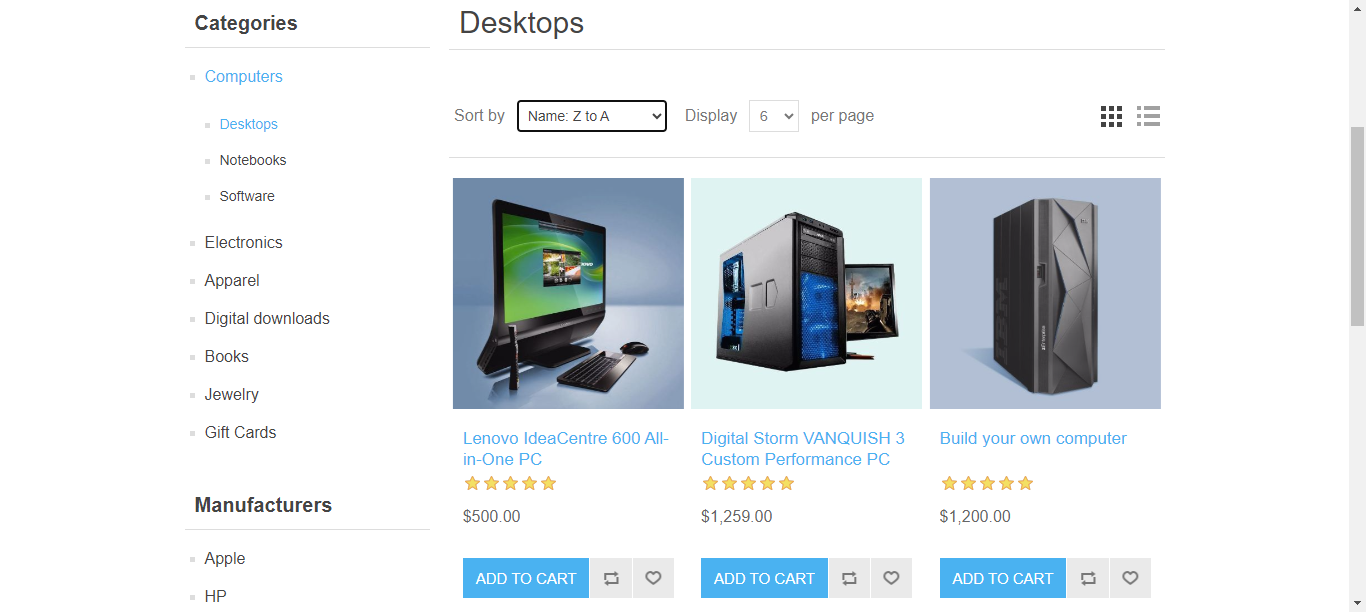 Categories
Computers
Desktops
Notebooks
Software
Electronics
Apparel
Digital downloads
Books
Jewelry
Gift Cards
Manufacturers
Apple
HP
Desktops
Sort by Name: Z to A Display 6 per page
Lenovo IdeaCentre 600 All-
in-One PC
$500.00
ADD TO CART
Digital Storm VANQUISH 3
Custom Performance PC
$1,259.00
ADD TO CART
IBM
Build your own computer
$1,200.00
ADD TO CART